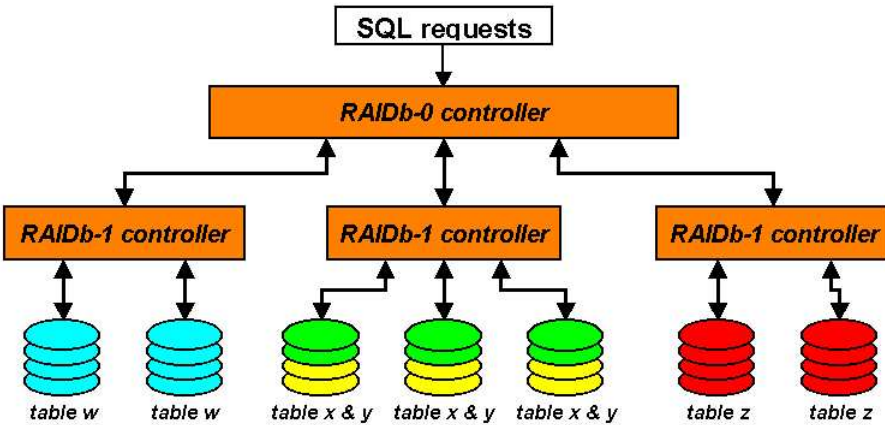 SQL requests
RAIDb-0 controller
RAIDb-1 controller
RAIDb-1 controller
RAIDb-1 controller
table w
table w
table x & y
table x & y
table x & y
table z
table z